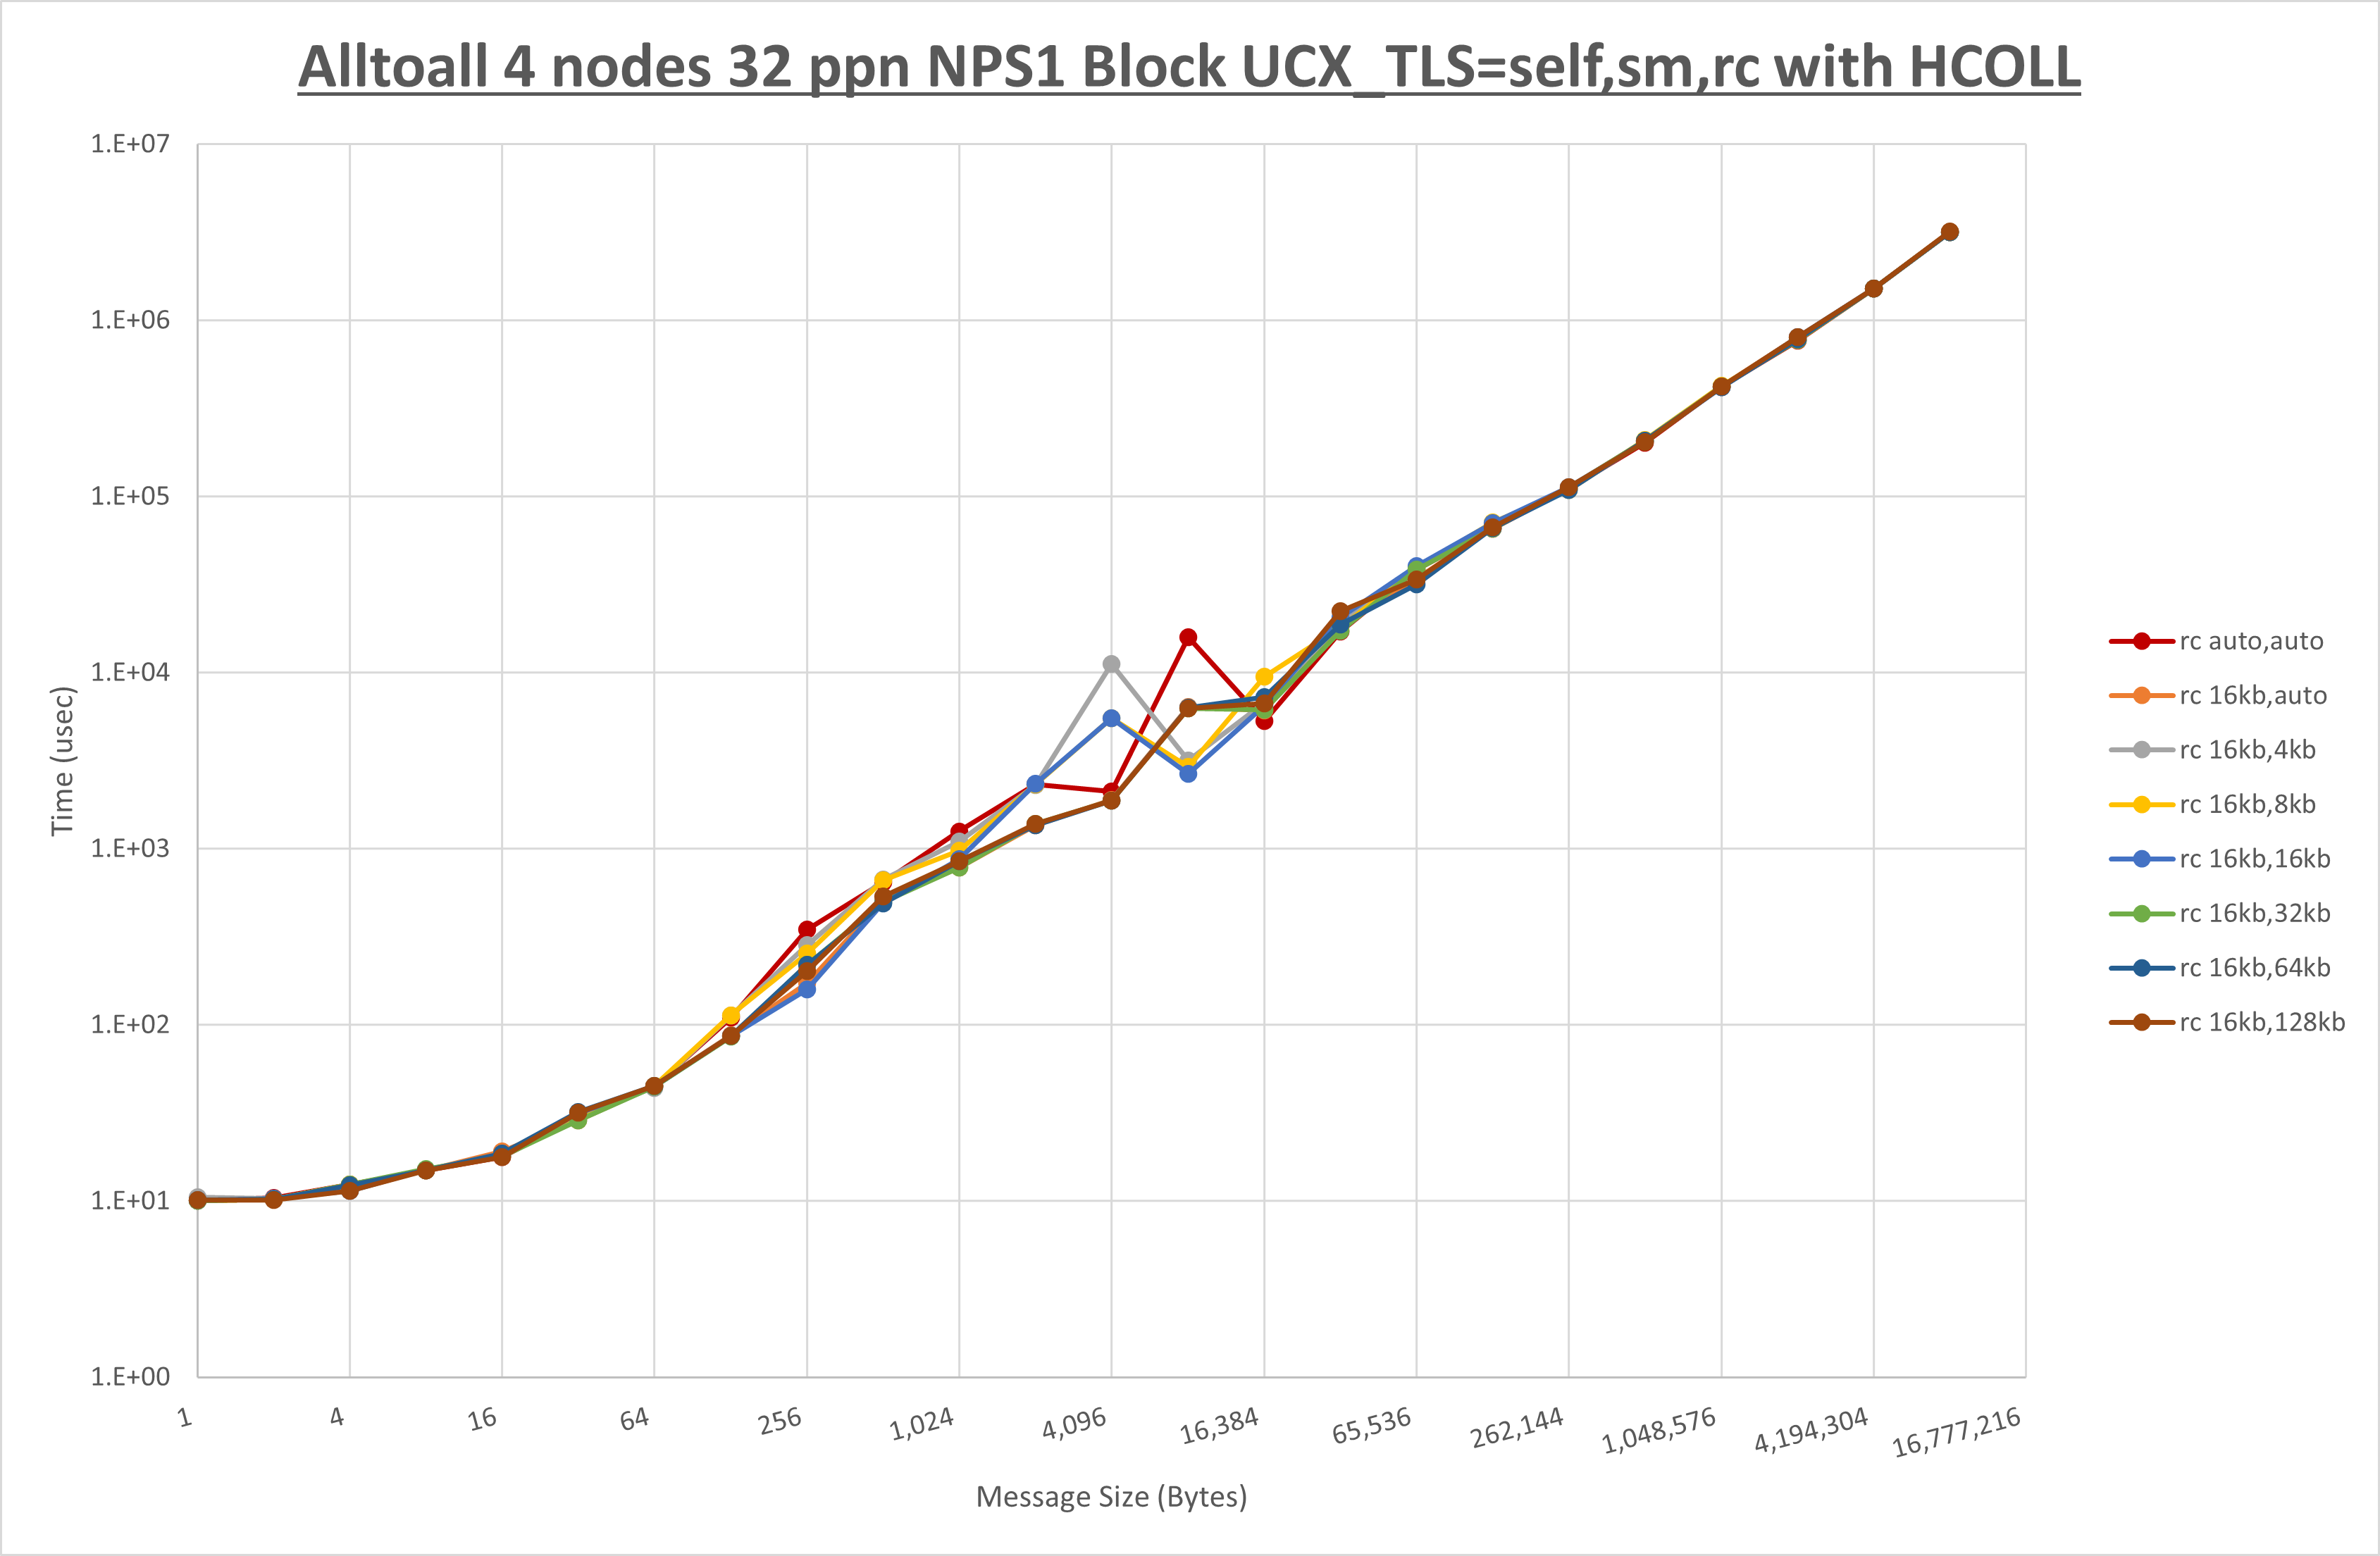 Alltoall 4 nodes 32 ppn NPS1 Block UCX_TLS=self,sm,rc with HCOLL
1.E+07
1.E+06
1.E+05
1.E+04
1.E+03
1.E+02
1.E+01
1.E+00
Time (usec)
1
4
16
64
256
1,024
4,096
16,384
65,536
262,144
1,048,576
4,194,304
16,777,216
Message Size (Bytes)
rc auto,auto
rc 16kb,auto
rc 16kb,4kb
rc 16kb,8kb
rc 16kb,16kb
rc 16kb,32kb
rc 16kb,64kb
rc 16kb,128kb